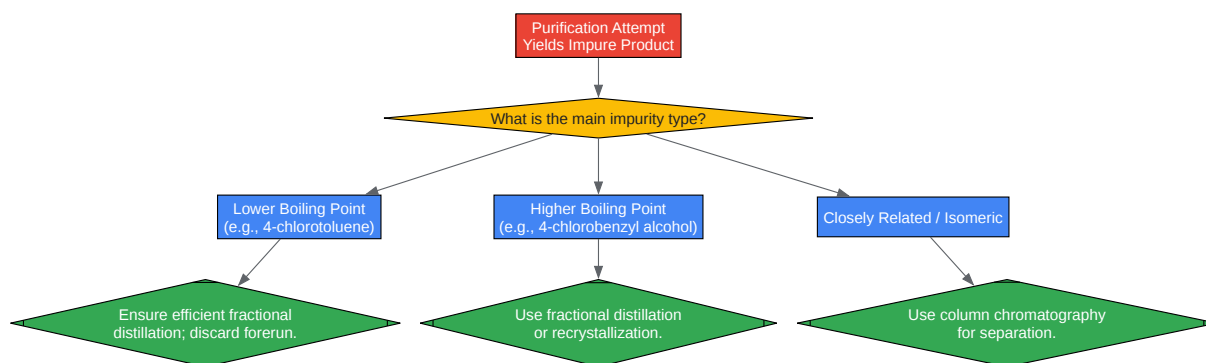 Purification Attempt
Yields Impure Product
What is the main impurity type?
Lower Boiling Point
(e.g., 4-chlorotoluene)
Higher Boiling Point
(e.g., 4-chlorobenzyl alcohol)
Closely Related / Isomeric
Ensure efficient fractional
distillation; discard forerun.
Use fractional distillation
or recrystallization.
Use column chromatography
for separation.